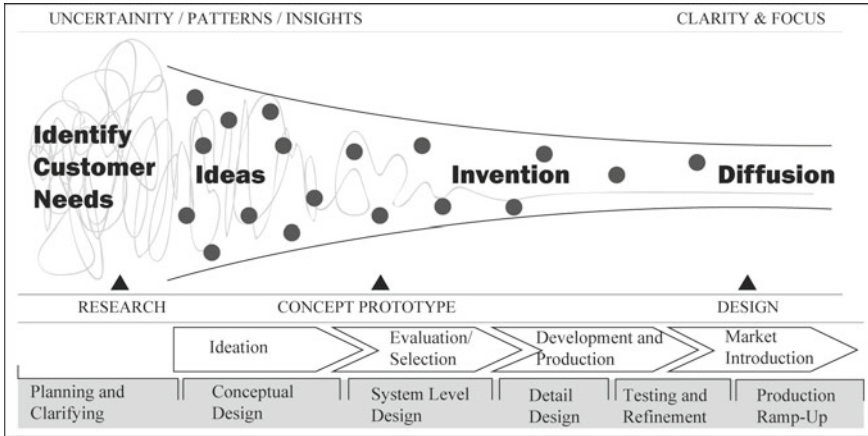 UNCERTAINITY / PATTERNS / INSIGHTS
CLARITY & FOCUS
Identify
Customer
Needs
Ideas
Invention
Diffusion
RESEARCH
CONCEPT PROTOTYPE
DESIGN
Ideation
Evaluation/
Selection
Development and
Production
Market
Introduction
Planning and
Clarifying
Conceptual
Design
System Level
Design
Detail
Design
Testing and
Refinement
Production
Ramp-Up